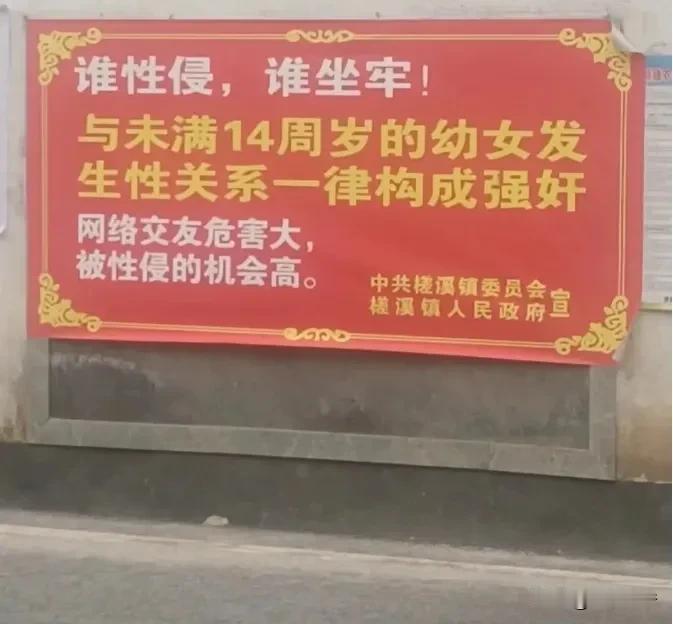 谁性侵，谁坐牢！
与未满14周岁的幼女发
生性关系一律构成强奸
网络交友危害大，
被性侵的机会高。
中共槎溪镇委员会
槎溪镇人民政府
宣